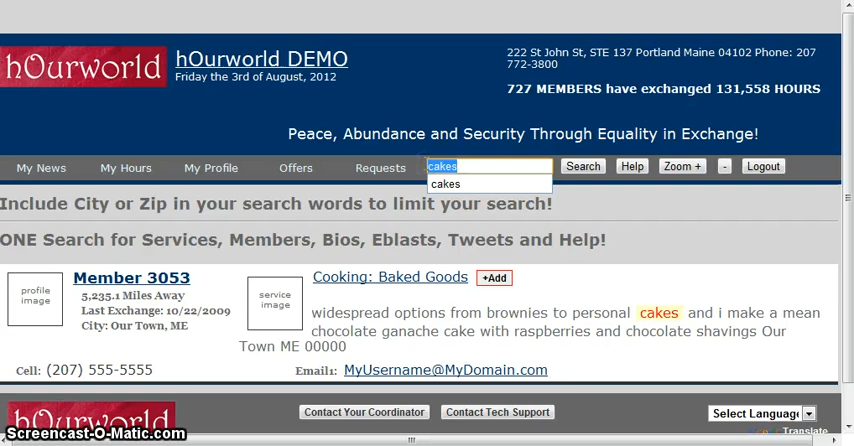 hOurworld
hOurworld DEMO
Friday the 3rd of August, 2012
222 St John St, STE 137 Portland Maine 04102 Phone: 207
772-3800
727 MEMBERS have exchanged 131,558 HOURS
Peace, Abundance and Security Through Equality in Exchange!
My News My Hours My Profile Offers Requests cakes Search Help Zoom + - Logout
cakes
Include City or Zip in your search words to limit your search!
ONE Search for Services, Members, Bios, Eblasts, Tweets and Help!
profile
image
Member 3053
5,235.1 Miles Away
Last Exchange: 10/22/2009
City: Our Town, ME
service
image
Cooking: Baked Goods +Add
widespread options from brownies to personal cakes and i make a mean
chocolate ganache cake with raspberries and chocolate shavings Our
Town ME 00000
Cell: (207) 555-5555 Email1: MyUsername@MyDomain.com
hOurworld
Contact Your Coordinator Contact Tech Support Select Language
Translate
Screencast-O-Matic.com